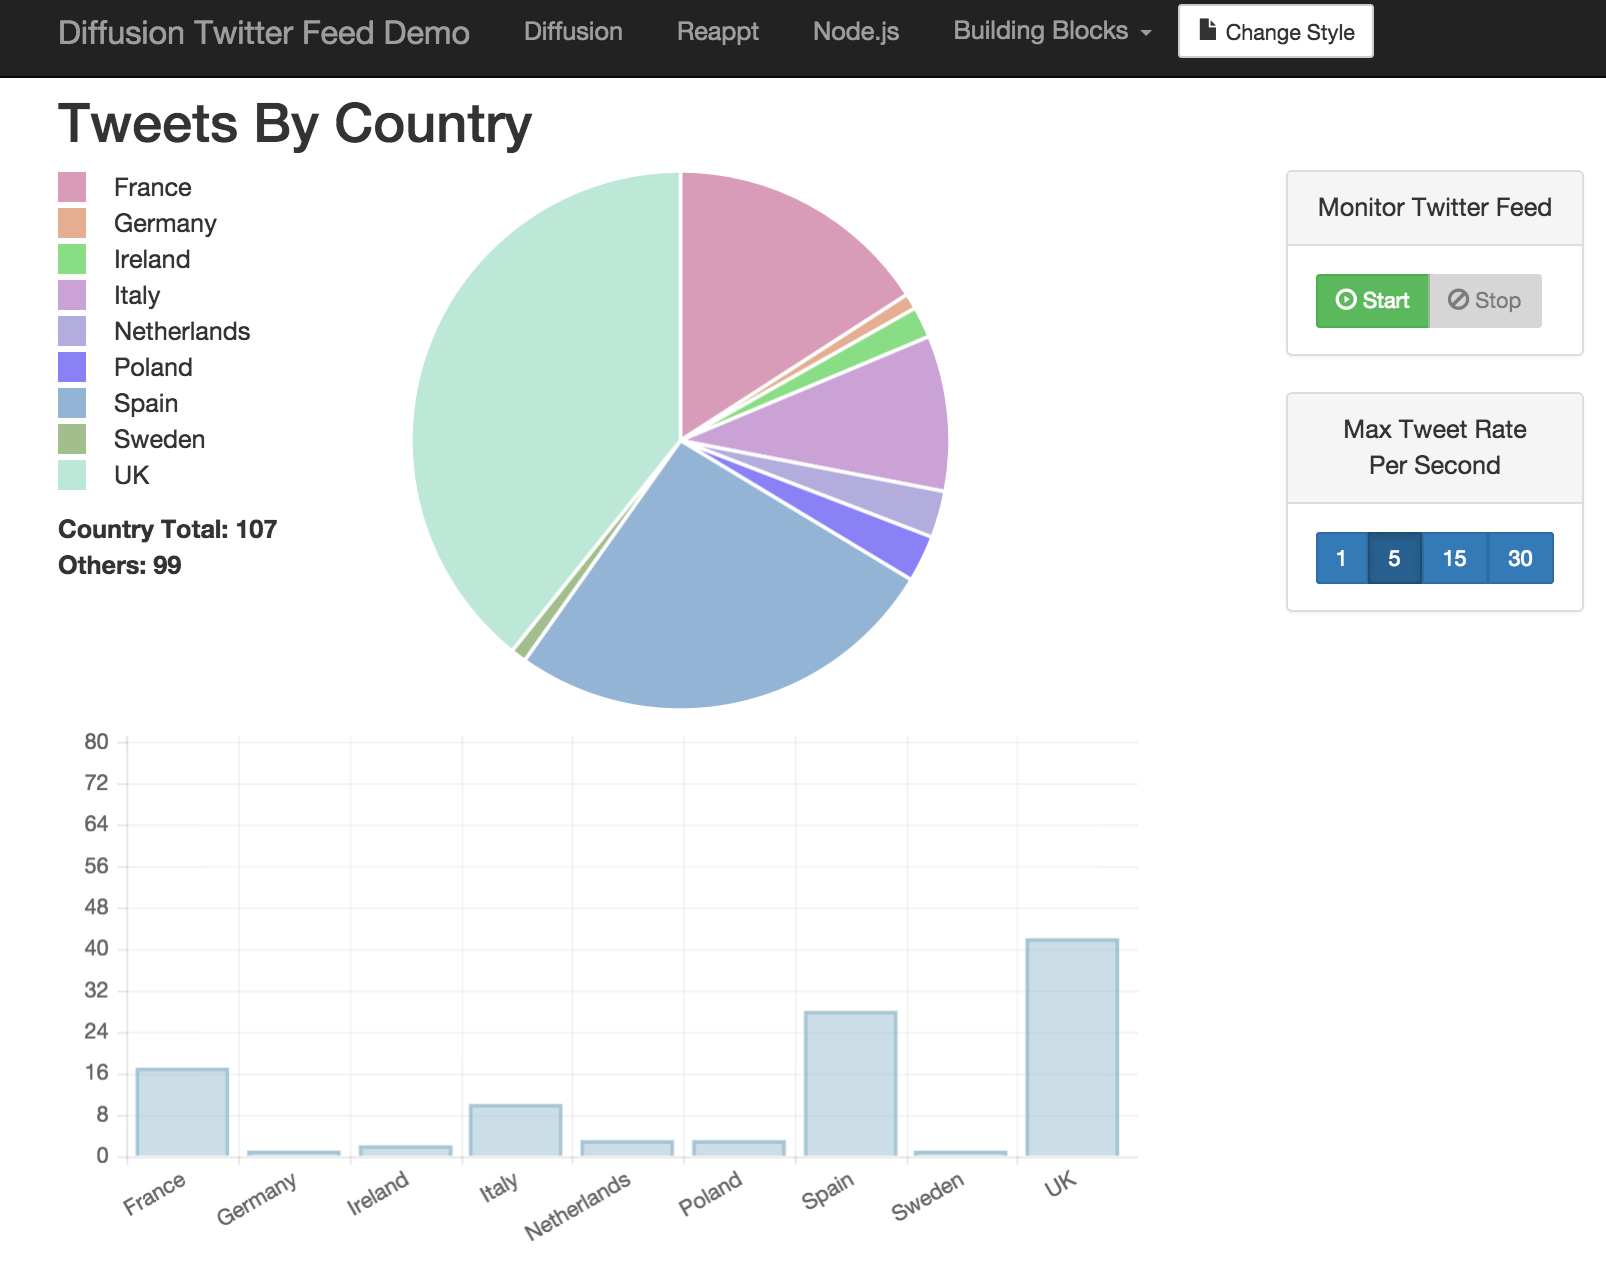 Diffusion Twitter Feed Demo Diffusion Reappt Node.js Building Blocks Change Style
Tweets By Country
France
Germany
Ireland
Italy
Netherlands
Poland
Spain
Sweden
UK
Country Total: 107
Others: 99
Monitor Twitter Feed
Start Stop
Max Tweet Rate
Per Second
1 5 15 30
80
72
64
56
48
40
32
24
16
8
0
France Germany Ireland Italy Netherlands Poland Spain Sweden UK